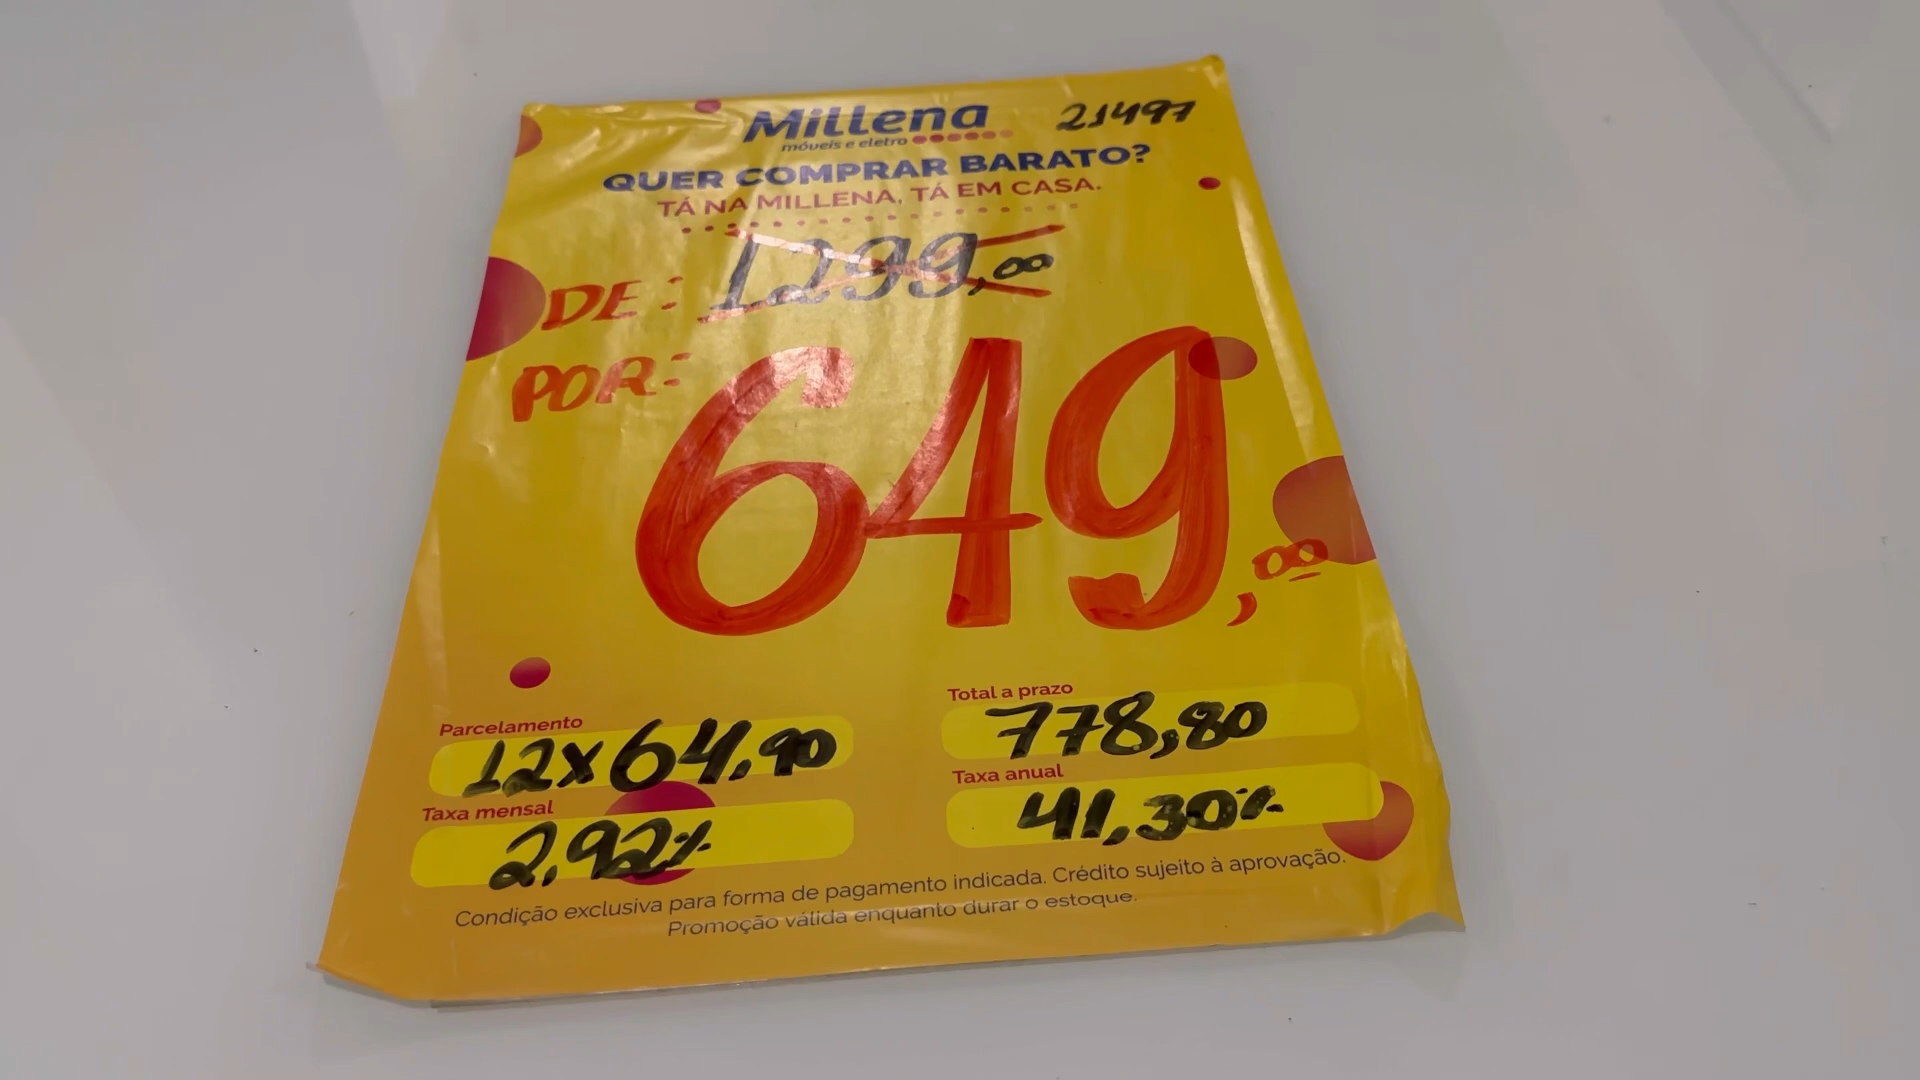 Millena
móveis e eletro
21497
QUER COMPRAR BARATO?
TÁ NA MILLENA, TÁ EM CASA.
DE: 1299,00
POR: 649,00
Parcelamento
12x64,90
Total a prazo
778,80
Taxa mensal
2,92%
Taxa anual
41,30%
Condição exclusiva para forma de pagamento indicada. Crédito sujeito à aprovação.
Promoção válida enquanto durar o estoque.